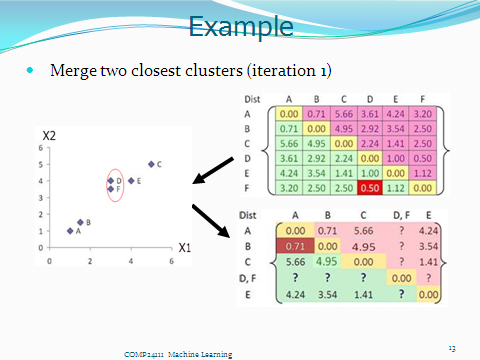 Example
Merge two closest clusters (iteration 1)
Dist A B C D E F
A 0.00 0.71 5.66 3.61 4.24 3.20
B 0.71 0.00 4.95 2.92 3.54 2.50
C 5.66 4.95 0.00 2.24 1.41 2.50
D 3.61 2.92 2.24 0.00 1.00 0.50
E 4.24 3.54 1.41 1.00 0.00 1.12
F 3.20 2.50 2.50 0.50 1.12 0.00
X2
6
5
4
3
2
1
0
C
D
E
F
B
A
0 2 4 6
X1
Dist A B C D, F E
A 0.00 0.71 5.66 ? 4.24
B 0.71 0.00 4.95 ? 3.54
C 5.66 4.95 0.00 ? 1.41
D, F ? ? ? 0.00 ?
E 4.24 3.54 1.41 ? 0.00
COMP24111 Machine Learning
13